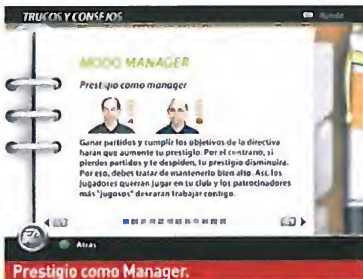 TRUCOS Y CONSEJOS
Ayuda
MODO MANAGER
Prestigio como manager
Ganar partidos y cumplir los objetivos de la directiva
harán que aumente tu prestigio. Por el contrario, si
pierdes partidos y te despiden, tu prestigio disminuirá.
Por eso, debes tratar de mantenerlo bien alto. Así, los
jugadores querrán jugar en tu club y los patrocinadores
más "jugosos" desearán trabajar contigo.
EA
Atrás
Prestigio como Manager.